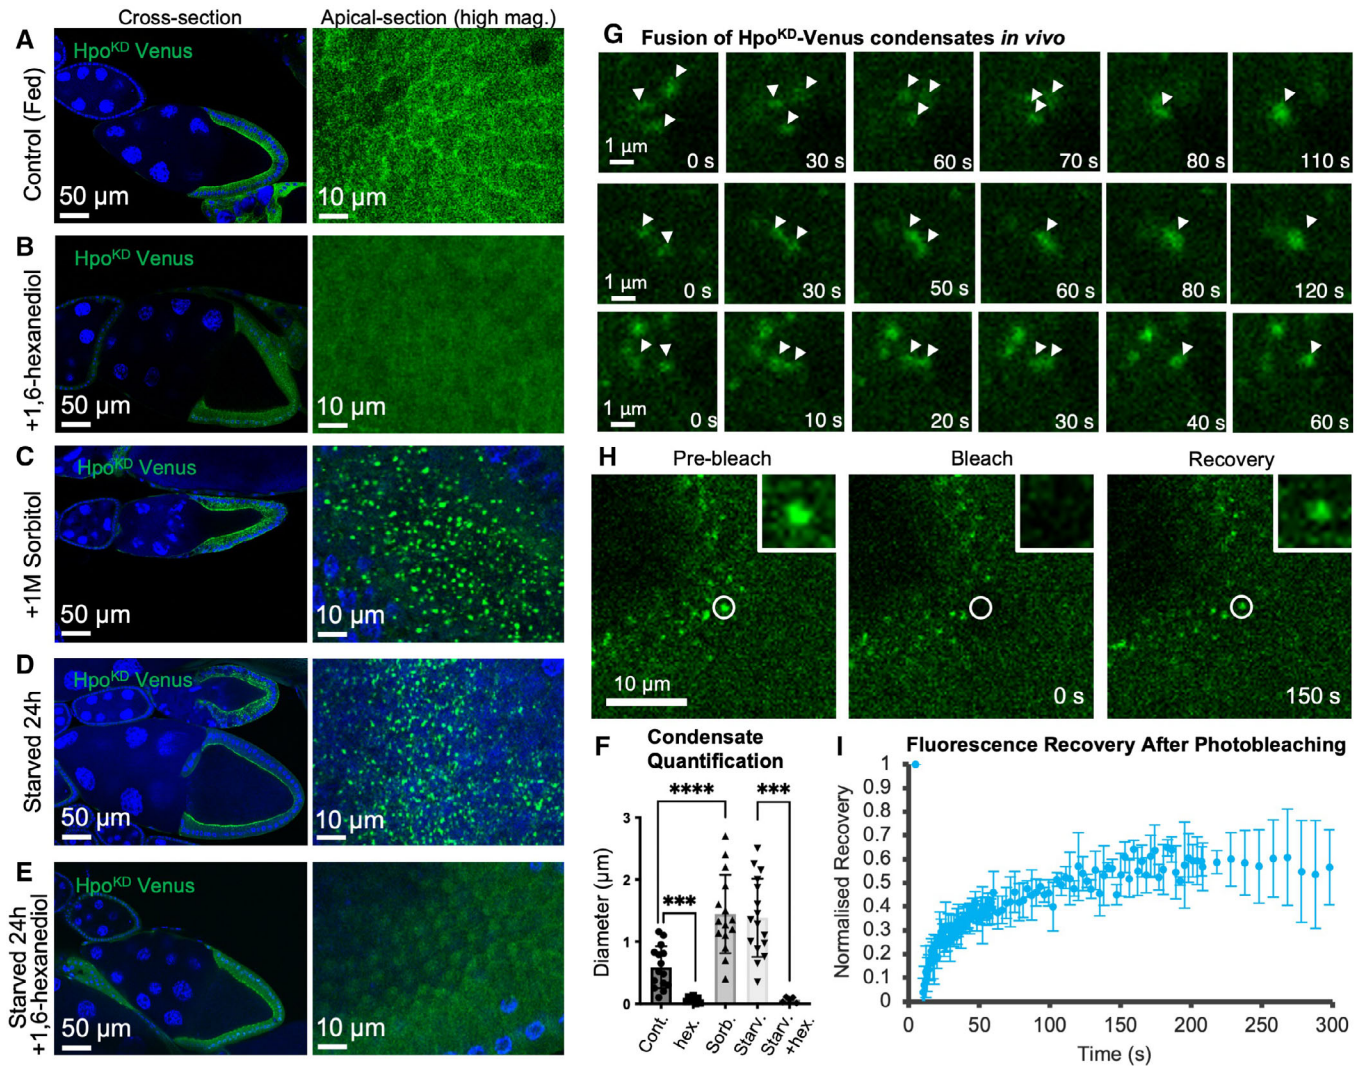 Cross-section
Apical-section (high mag.)
A
Control (Fed)
Hpo^KD Venus
50 µm
10 µm
B
+1,6-hexanediol
Hpo^KD Venus
50 µm
10 µm
C
+1M Sorbitol
Hpo^KD Venus
50 µm
10 µm
D
Starved 24h
Hpo^KD Venus
50 µm
10 µm
E
Starved 24h
+1,6-hexanediol
Hpo^KD Venus
50 µm
10 µm
G
Fusion of Hpo^KD-Venus condensates in vivo
1 µm
0 s
30 s
60 s
70 s
80 s
110 s
1 µm
0 s
30 s
50 s
60 s
80 s
120 s
1 µm
0 s
10 s
20 s
30 s
40 s
60 s
H
Pre-bleach
Bleach
Recovery
10 µm
0 s
150 s
F
Condensate
Quantification
****
***
***
Diameter (µm)
3
2
1
0
Cont.
hex.
Sorb.
Starv.
Starv.
+hex.
I
Fluorescence Recovery After Photobleaching
Normalised Recovery
1
0.9
0.8
0.7
0.6
0.5
0.4
0.3
0.2
0.1
0
0
50
100
150
200
250
300
Time (s)